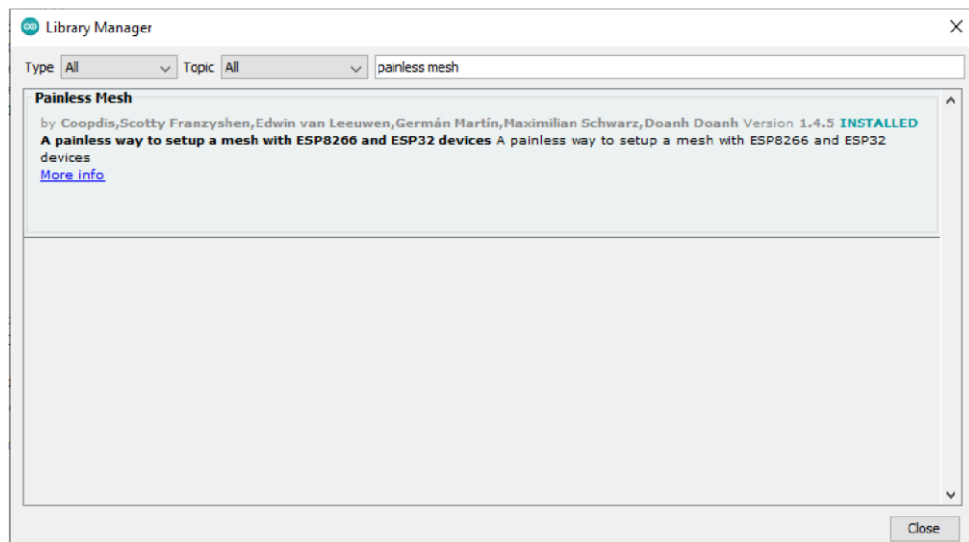 Library Manager
Type All Topic All painless mesh
Painless Mesh
by Coopdis,Scotty Franzyshen,Edwin van Leeuwen,Germán Martín,Maximilian Schwarz,Doanh Doanh Version 1.4.5 INSTALLED
A painless way to setup a mesh with ESP8266 and ESP32 devices A painless way to setup a mesh with ESP8266 and ESP32
devices
More info
Close